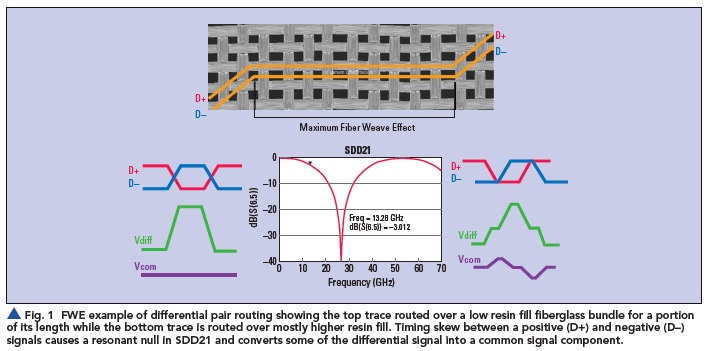 D+
D–
D+
D–
Maximum Fiber Weave Effect
D+
D–
Vdiff
Vcom
SDD21
dB(S(6.5))
0
–10
–20
–30
–40
Freq = 13.28 GHz
dB(S(6.5)) = –3.012
0 10 20 30 40 50 60 70
Frequency (GHz)
D+
D–
Vdiff
Vcom
▲ Fig. 1 FWE example of differential pair routing showing the top trace routed over a low resin fill fiberglass bundle for a portion
of its length while the bottom trace is routed over mostly higher resin fill. Timing skew between a positive (D+) and negative (D–)
signals causes a resonant null in SDD21 and converts some of the differential signal into a common signal component.